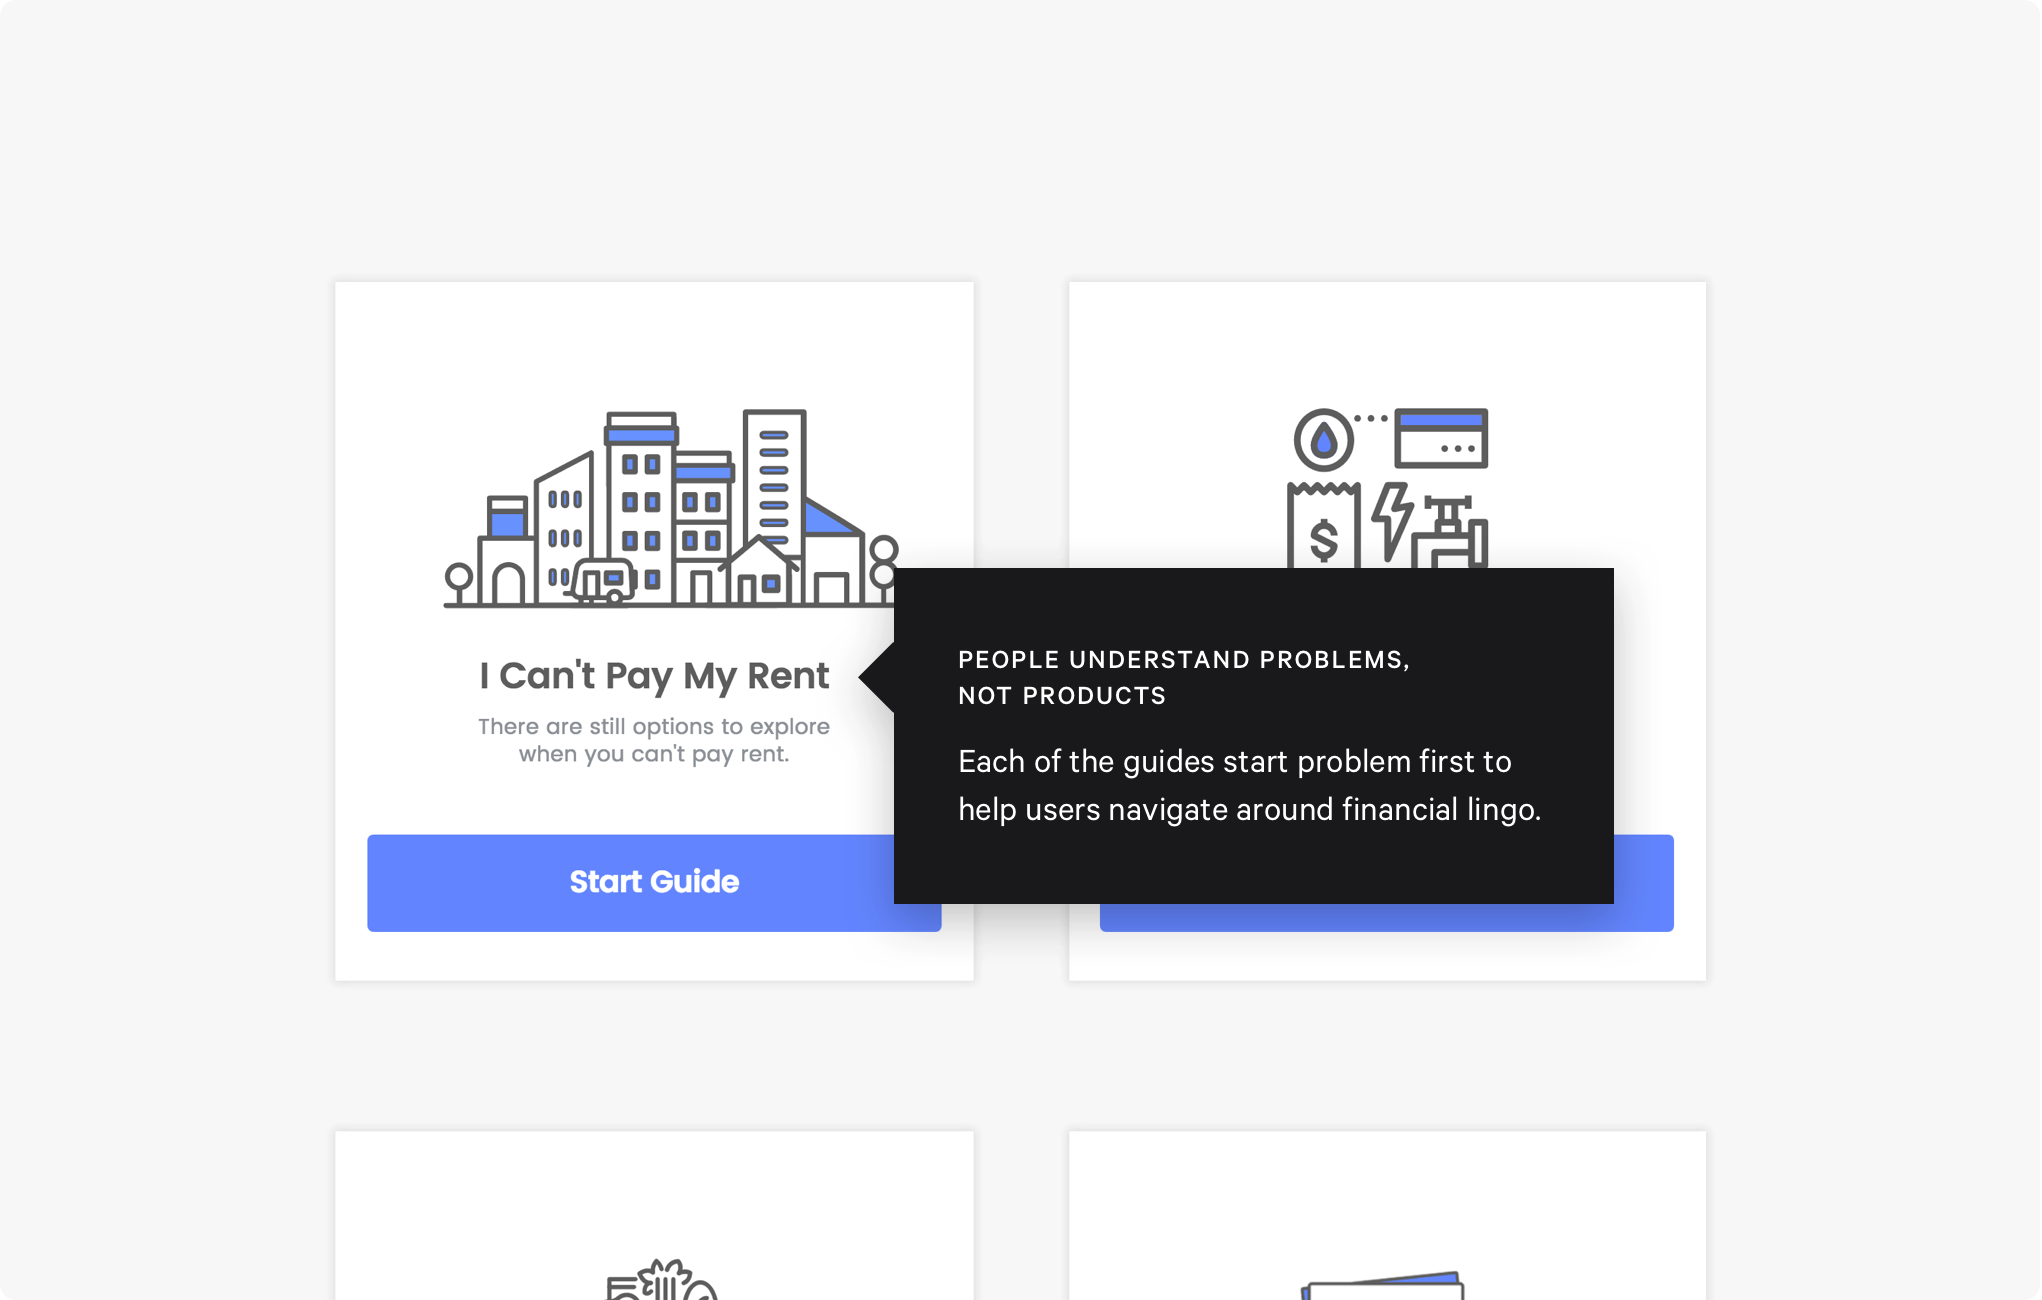 $
I Can't Pay My Rent
There are still options to explore
when you can't pay rent.
Start Guide
PEOPLE UNDERSTAND PROBLEMS,
NOT PRODUCTS
Each of the guides start problem first to
help users navigate around financial lingo.